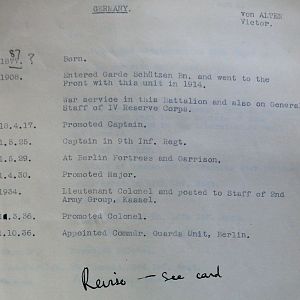 GERMANY.
von ALTEN
Victor.
87 ?
Born.
1908. Entered Garde Schützen Bn. and went to the
Front with this unit in 1914.
War service in this Battalion and also on General
Staff of IV Reserve Corps.
18.4.17. Promoted Captain.
1.5.25. Captain in 9th Inf. Regt.
1.5.29. At Berlin Fortress and Garrison.
1.4.30. Promoted Major.
1934. Lieutenant Colonel and posted to Staff of 2nd
Army Group, Kassel.
.3.36. Promoted Colonel.
1.10.36. Appointed Commdr. Guards Unit, Berlin.
Revise — see card